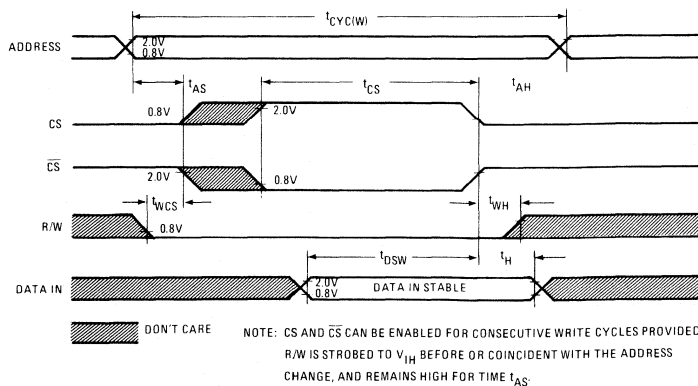 tCYC(W)
ADDRESS
2.0V
0.8V
tAS
tCS
tAH
0.8V
2.0V
CS
C̅S̅
2.0V
0.8V
tWCS
tWH
R/W
0.8V
tDSW
tH
DATA IN
2.0V
0.8V
DATA IN STABLE
DON'T CARE
NOTE: CS AND C̅S̅ CAN BE ENABLED FOR CONSECUTIVE WRITE CYCLES PROVIDED
R/W IS STROBED TO VIH BEFORE OR COINCIDENT WITH THE ADDRESS
CHANGE, AND REMAINS HIGH FOR TIME tAS.